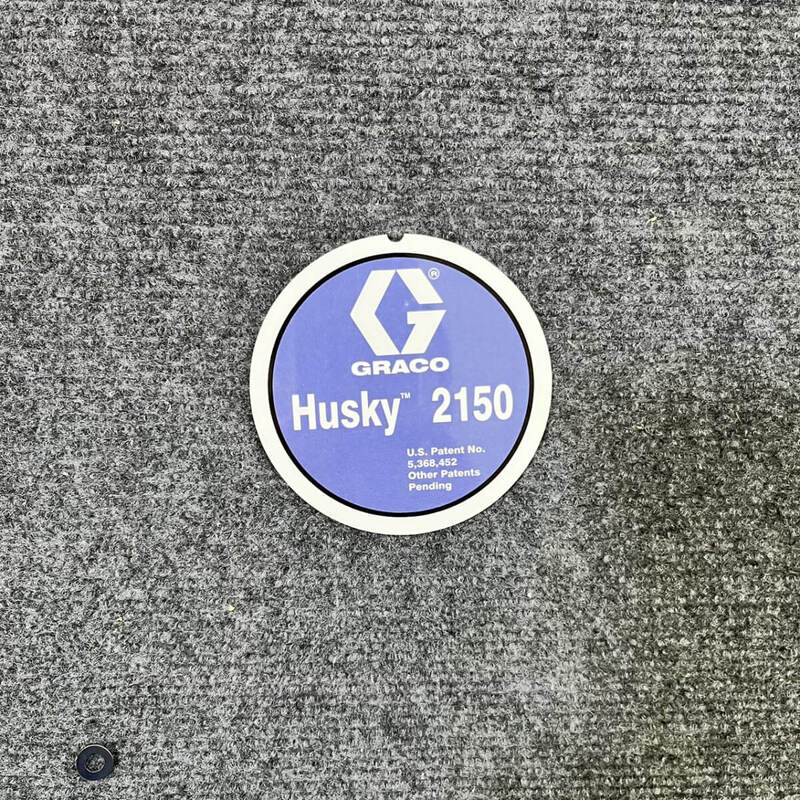 ®
GRACO
Husky™ 2150
U.S. Patent No.
5,368,452
Other Patents
Pending